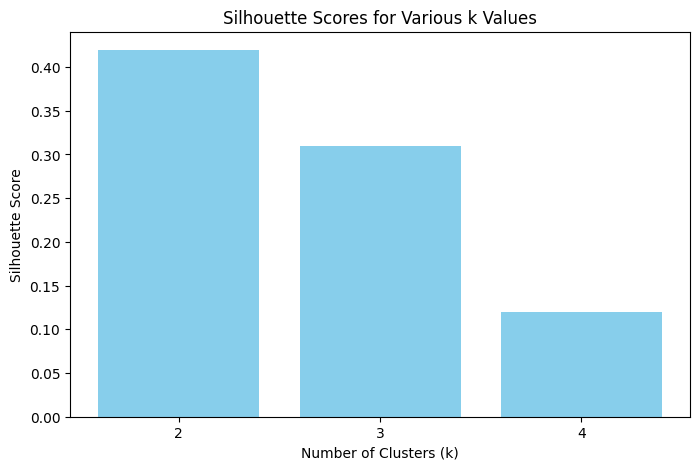 Silhouette Scores for Various k Values
Silhouette Score
0.40
0.35
0.30
0.25
0.20
0.15
0.10
0.05
0.00
2 3 4
Number of Clusters (k)